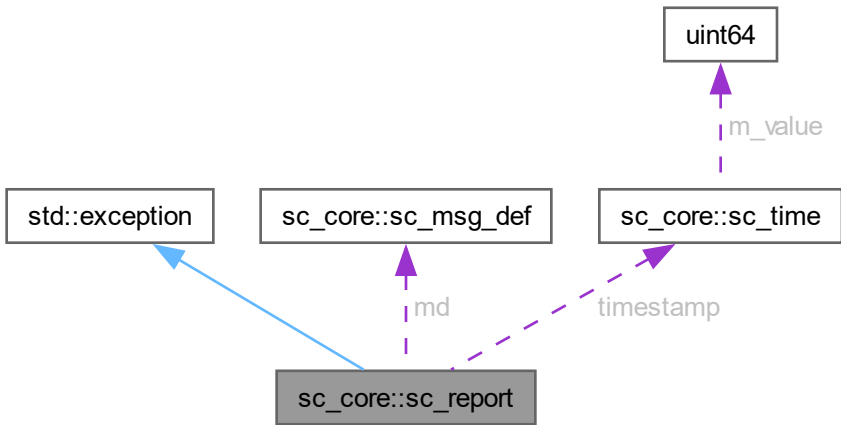 uint64
m_value
std::exception
sc_core::sc_msg_def
sc_core::sc_time
md
timestamp
sc_core::sc_report